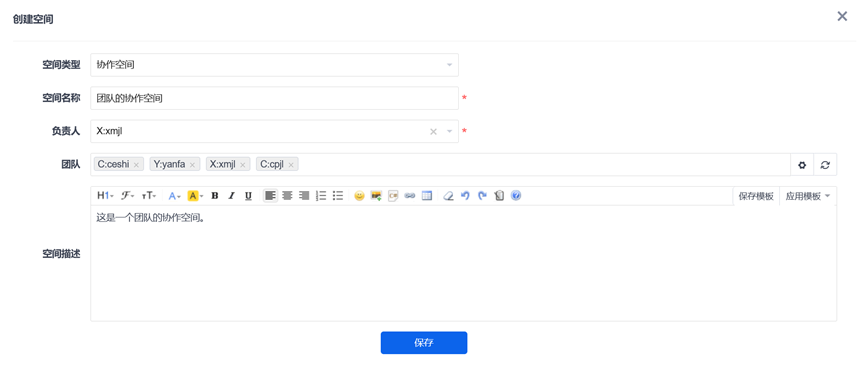 创建空间
空间类型 协作空间
空间名称 团队的协作空间 *
负责人 X:xmjl *
团队 C:ceshi Y:yanfa X:xmjl C:cpjl
H1 ℱ TT A A B I U 保存模板 应用模板
这是一个团队的协作空间。
空间描述
保存